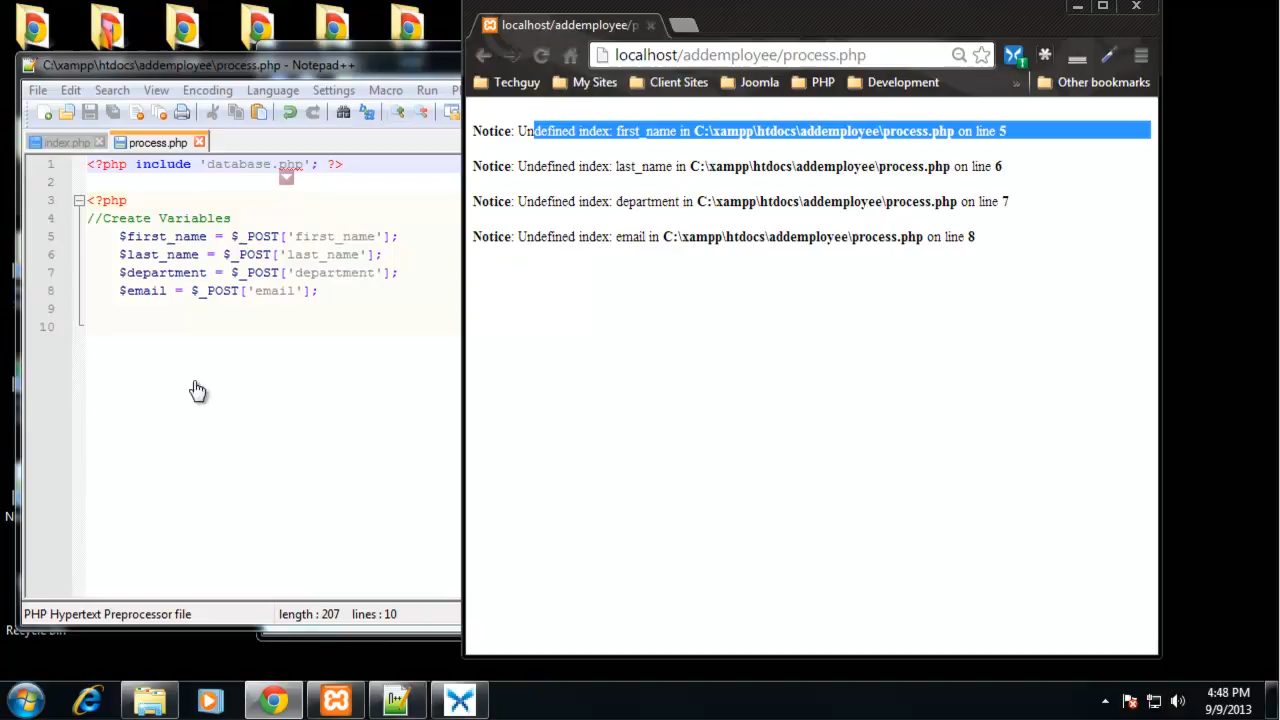 C:\xampp\htdocs\addemployee\process.php - Notepad++
File Edit Search View Encoding Language Settings Macro Run
index.php process.php
1 <?php include 'database.php'; ?>
2
3 <?php
4 //Create Variables
5 $first_name = $_POST['first_name'];
6 $last_name = $_POST['last_name'];
7 $department = $_POST['department'];
8 $email = $_POST['email'];
9
10
PHP Hypertext Preprocessor file length : 207 lines : 10
Recycle Bin
localhost/addemployee/p
localhost/addemployee/process.php
Techguy My Sites Client Sites Joomla PHP Development » Other bookmarks
Notice: Undefined index: first_name in C:\xampp\htdocs\addemployee\process.php on line 5
Notice: Undefined index: last_name in C:\xampp\htdocs\addemployee\process.php on line 6
Notice: Undefined index: department in C:\xampp\htdocs\addemployee\process.php on line 7
Notice: Undefined index: email in C:\xampp\htdocs\addemployee\process.php on line 8
4:48 PM
9/9/2013